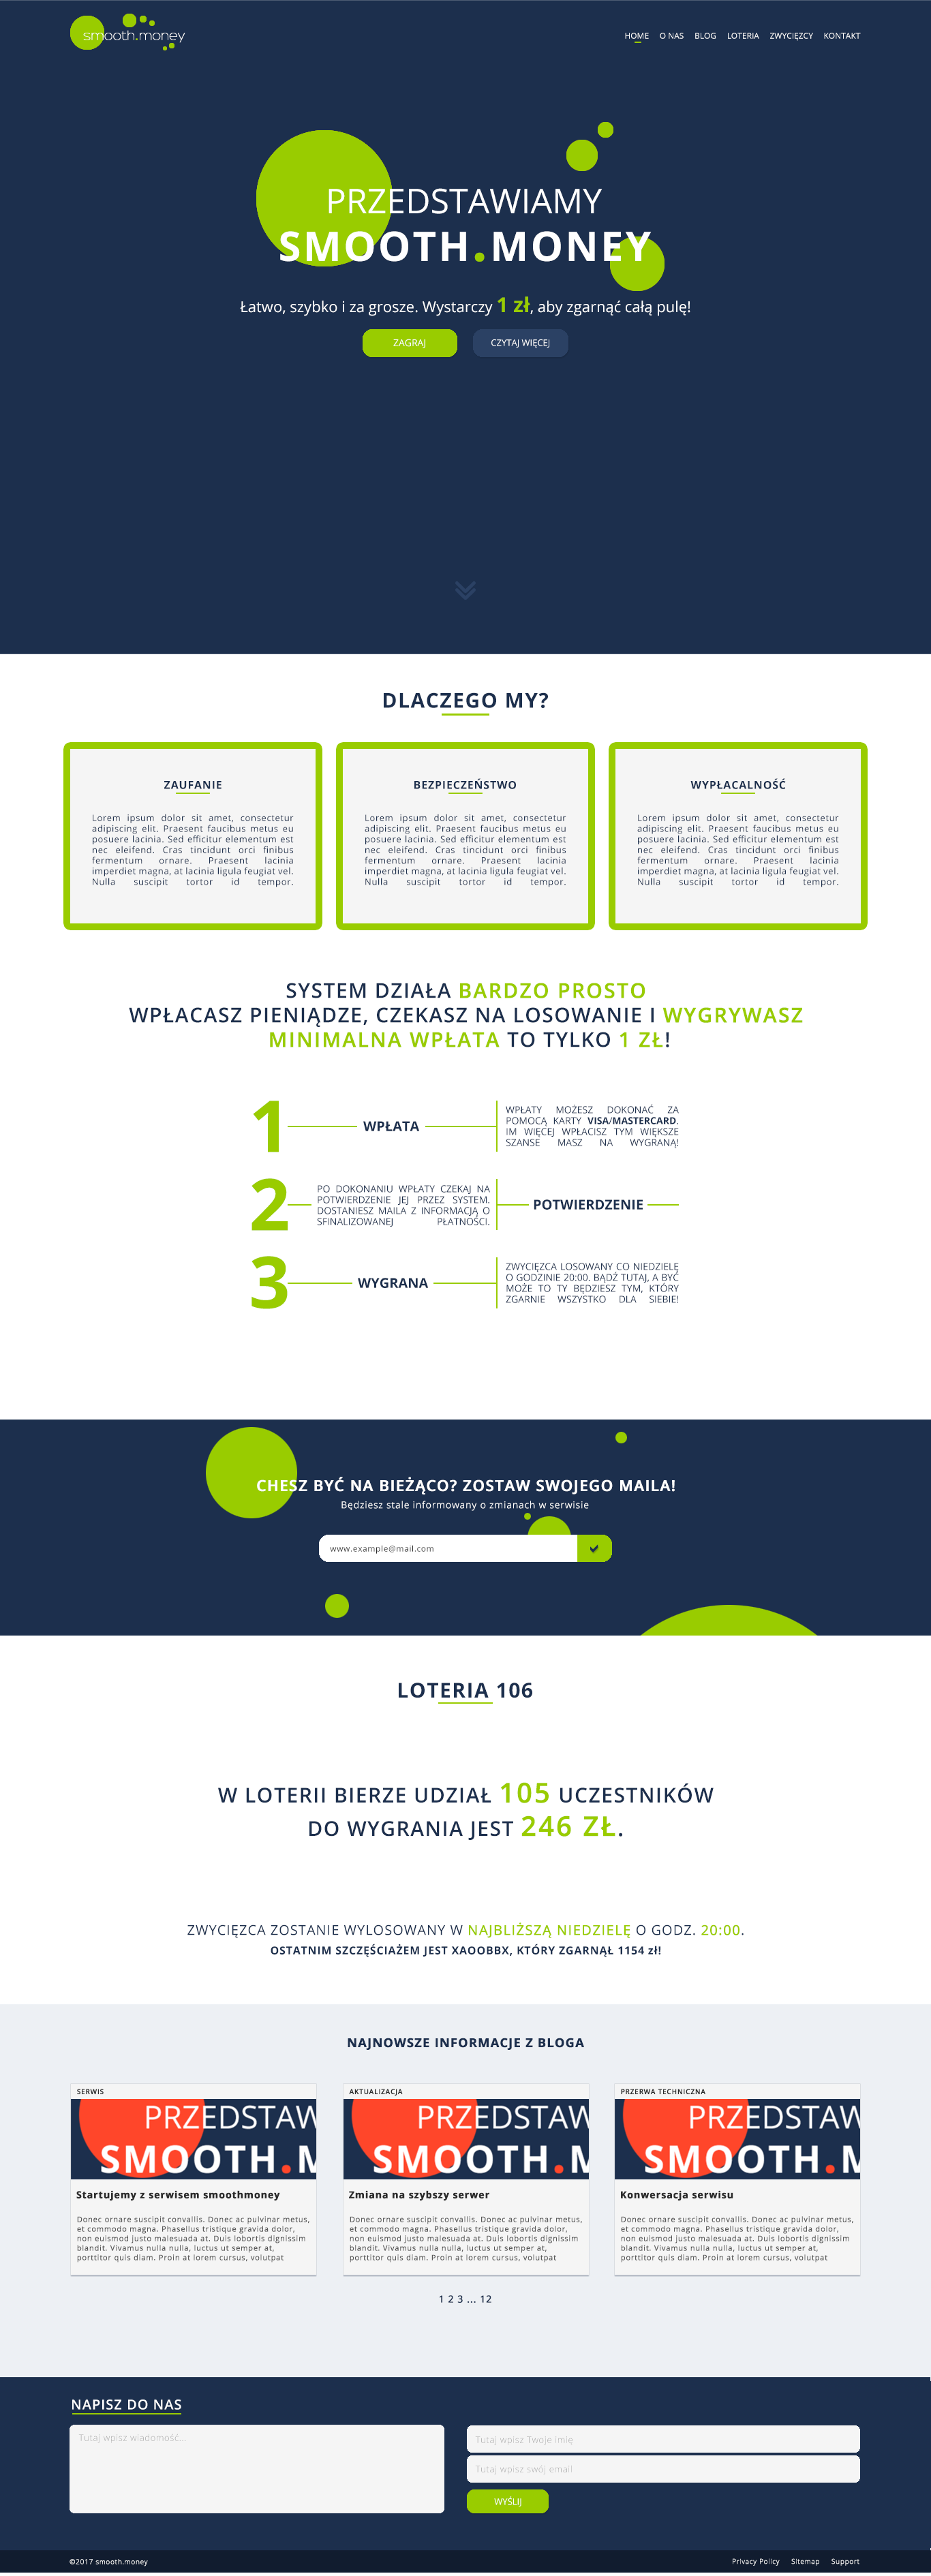 smooth.money
HOME O NAS BLOG LOTERIA ZWYCIĘZCY KONTAKT
PRZEDSTAWIAMY
SMOOTH.MONEY
Łatwo, szybko i za grosze. Wystarczy 1 zł, aby zgarnąć całą pulę!
ZAGRAJ CZYTAJ WIĘCEJ
DLACZEGO MY?
ZAUFANIE
Lorem ipsum dolor sit amet, consectetur
adipiscing elit. Praesent faucibus metus eu
posuere lacinia. Sed efficitur elementum est
nec eleifend. Cras tincidunt orci finibus
fermentum ornare. Praesent lacinia
imperdiet magna, at lacinia ligula feugiat vel.
Nulla suscipit tortor id tempor.
BEZPIECZEŃSTWO
Lorem ipsum dolor sit amet, consectetur
adipiscing elit. Praesent faucibus metus eu
posuere lacinia. Sed efficitur elementum est
nec eleifend. Cras tincidunt orci finibus
fermentum ornare. Praesent lacinia
imperdiet magna, at lacinia ligula feugiat vel.
Nulla suscipit tortor id tempor.
WYPŁACALNOŚĆ
Lorem ipsum dolor sit amet, consectetur
adipiscing elit. Praesent faucibus metus eu
posuere lacinia. Sed efficitur elementum est
nec eleifend. Cras tincidunt orci finibus
fermentum ornare. Praesent lacinia
imperdiet magna, at lacinia ligula feugiat vel.
Nulla suscipit tortor id tempor.
SYSTEM DZIAŁA BARDZO PROSTO
WPŁACASZ PIENIĄDZE, CZEKASZ NA LOSOWANIE I WYGRYWASZ
MINIMALNA WPŁATA TO TYLKO 1 ZŁ!
1 WPŁATA
WPŁATY MOŻESZ DOKONAĆ ZA
POMOCĄ KARTY VISA/MASTERCARD.
IM WIĘCEJ WPŁACISZ TYM WIĘKSZE
SZANSE MASZ NA WYGRANĄ!
2
PO DOKONANIU WPŁATY CZEKAJ NA
POTWIERDZENIE JEJ PRZEZ SYSTEM.
DOSTANIESZ MAILA Z INFORMACJĄ O
SFINALIZOWANEJ PŁATNOŚCI.
POTWIERDZENIE
3 WYGRANA
ZWYCIĘZCA LOSOWANY CO NIEDZIELĘ
O GODZINIE 20:00. BĄDŹ TUTAJ, A BYĆ
MOŻE TO TY BĘDZIESZ TYM, KTÓRY
ZGARNIE WSZYSTKO DLA SIEBIE!
CHESZ BYĆ NA BIEŻĄCO? ZOSTAW SWOJEGO MAILA!
Będziesz stale informowany o zmianach w serwisie
www.example@mail.com
LOTERIA 106
W LOTERII BIERZE UDZIAŁ 105 UCZESTNIKÓW
DO WYGRANIA JEST 246 ZŁ.
ZWYCIĘZCA ZOSTANIE WYLOSOWANY W NAJBLIŻSZĄ NIEDZIELĘ O GODZ. 20:00.
OSTATNIM SZCZĘŚCIAŻEM JEST XAOOBBX, KTÓRY ZGARNĄŁ 1154 zł!
NAJNOWSZE INFORMACJE Z BLOGA
SERWIS
PRZEDSTAW
SMOOTH.M
Startujemy z serwisem smoothmoney
Donec ornare suscipit convallis. Donec ac pulvinar metus,
et commodo magna. Phasellus tristique gravida dolor,
non euismod justo malesuada at. Duis lobortis dignissim
blandit. Vivamus nulla nulla, luctus ut semper at,
porttitor quis diam. Proin at lorem cursus, volutpat
AKTUALIZACJA
PRZEDSTAW
SMOOTH.M
Zmiana na szybszy serwer
Donec ornare suscipit convallis. Donec ac pulvinar metus,
et commodo magna. Phasellus tristique gravida dolor,
non euismod justo malesuada at. Duis lobortis dignissim
blandit. Vivamus nulla nulla, luctus ut semper at,
porttitor quis diam. Proin at lorem cursus, volutpat
PRZERWA TECHNICZNA
PRZEDSTAW
SMOOTH.M
Konwersacja serwisu
Donec ornare suscipit convallis. Donec ac pulvinar metus,
et commodo magna. Phasellus tristique gravida dolor,
non euismod justo malesuada at. Duis lobortis dignissim
blandit. Vivamus nulla nulla, luctus ut semper at,
porttitor quis diam. Proin at lorem cursus, volutpat
1 2 3 ... 12
NAPISZ DO NAS
Tutaj wpisz wiadomość...
Tutaj wpisz Twoje imię
Tutaj wpisz swój email
WYŚLIJ
©2017 smooth.money
Privacy Policy Sitemap Support